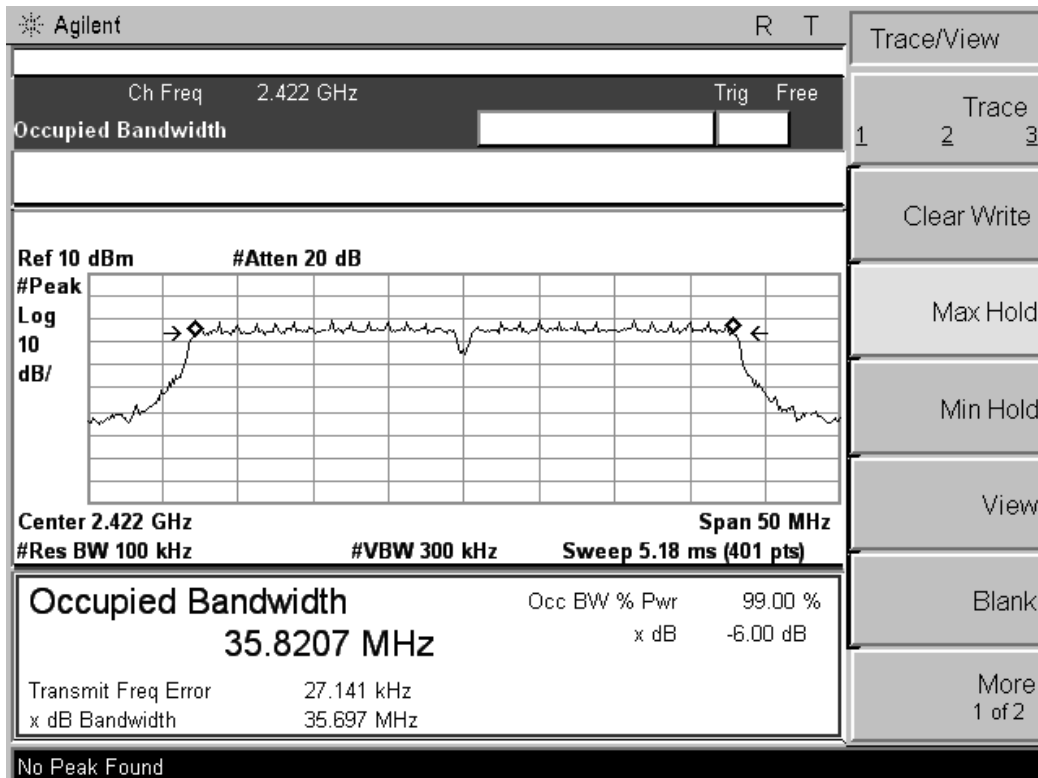 Agilent R T
Trace/View
Ch Freq 2.422 GHz Trig Free
Occupied Bandwidth
Trace
1 2 3
Clear Write
Ref 10 dBm #Atten 20 dB
#Peak
Log
10
dB/
Max Hold
Min Hold
View
Center 2.422 GHz Span 50 MHz
#Res BW 100 kHz #VBW 300 kHz Sweep 5.18 ms (401 pts)
Occupied Bandwidth Occ BW % Pwr 99.00 %
35.8207 MHz x dB -6.00 dB
Blank
Transmit Freq Error 27.141 kHz
x dB Bandwidth 35.697 MHz
More
1 of 2
No Peak Found